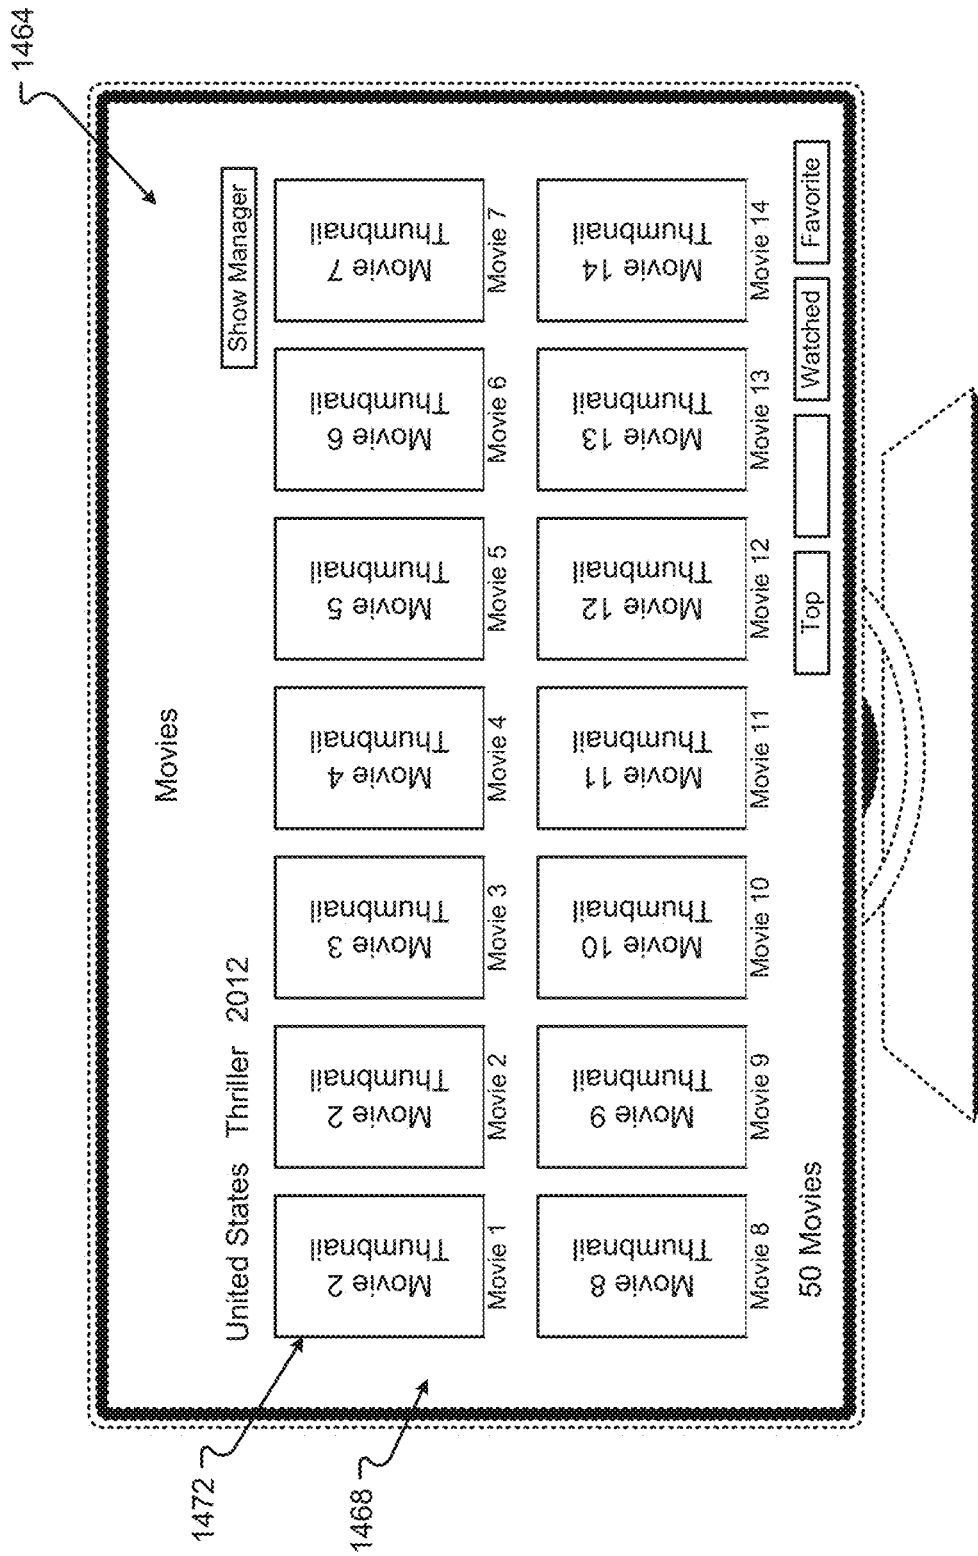 1464
Movies
United States Thriller 2012
Show Manager
Movie 2
Thumbnail
Movie 2
Thumbnail
Movie 3
Thumbnail
Movie 4
Thumbnail
Movie 5
Thumbnail
Movie 6
Thumbnail
Movie 7
Thumbnail
Movie 1
Movie 2
Movie 3
Movie 4
Movie 5
Movie 6
Movie 7
Movie 8
Thumbnail
Movie 9
Thumbnail
Movie 10
Thumbnail
Movie 11
Thumbnail
Movie 12
Thumbnail
Movie 13
Thumbnail
Movie 14
Thumbnail
Movie 8
Movie 9
Movie 10
Movie 11
Movie 12
Movie 13
Movie 14
50 Movies
Top
Watched
Favorite
1472
1468